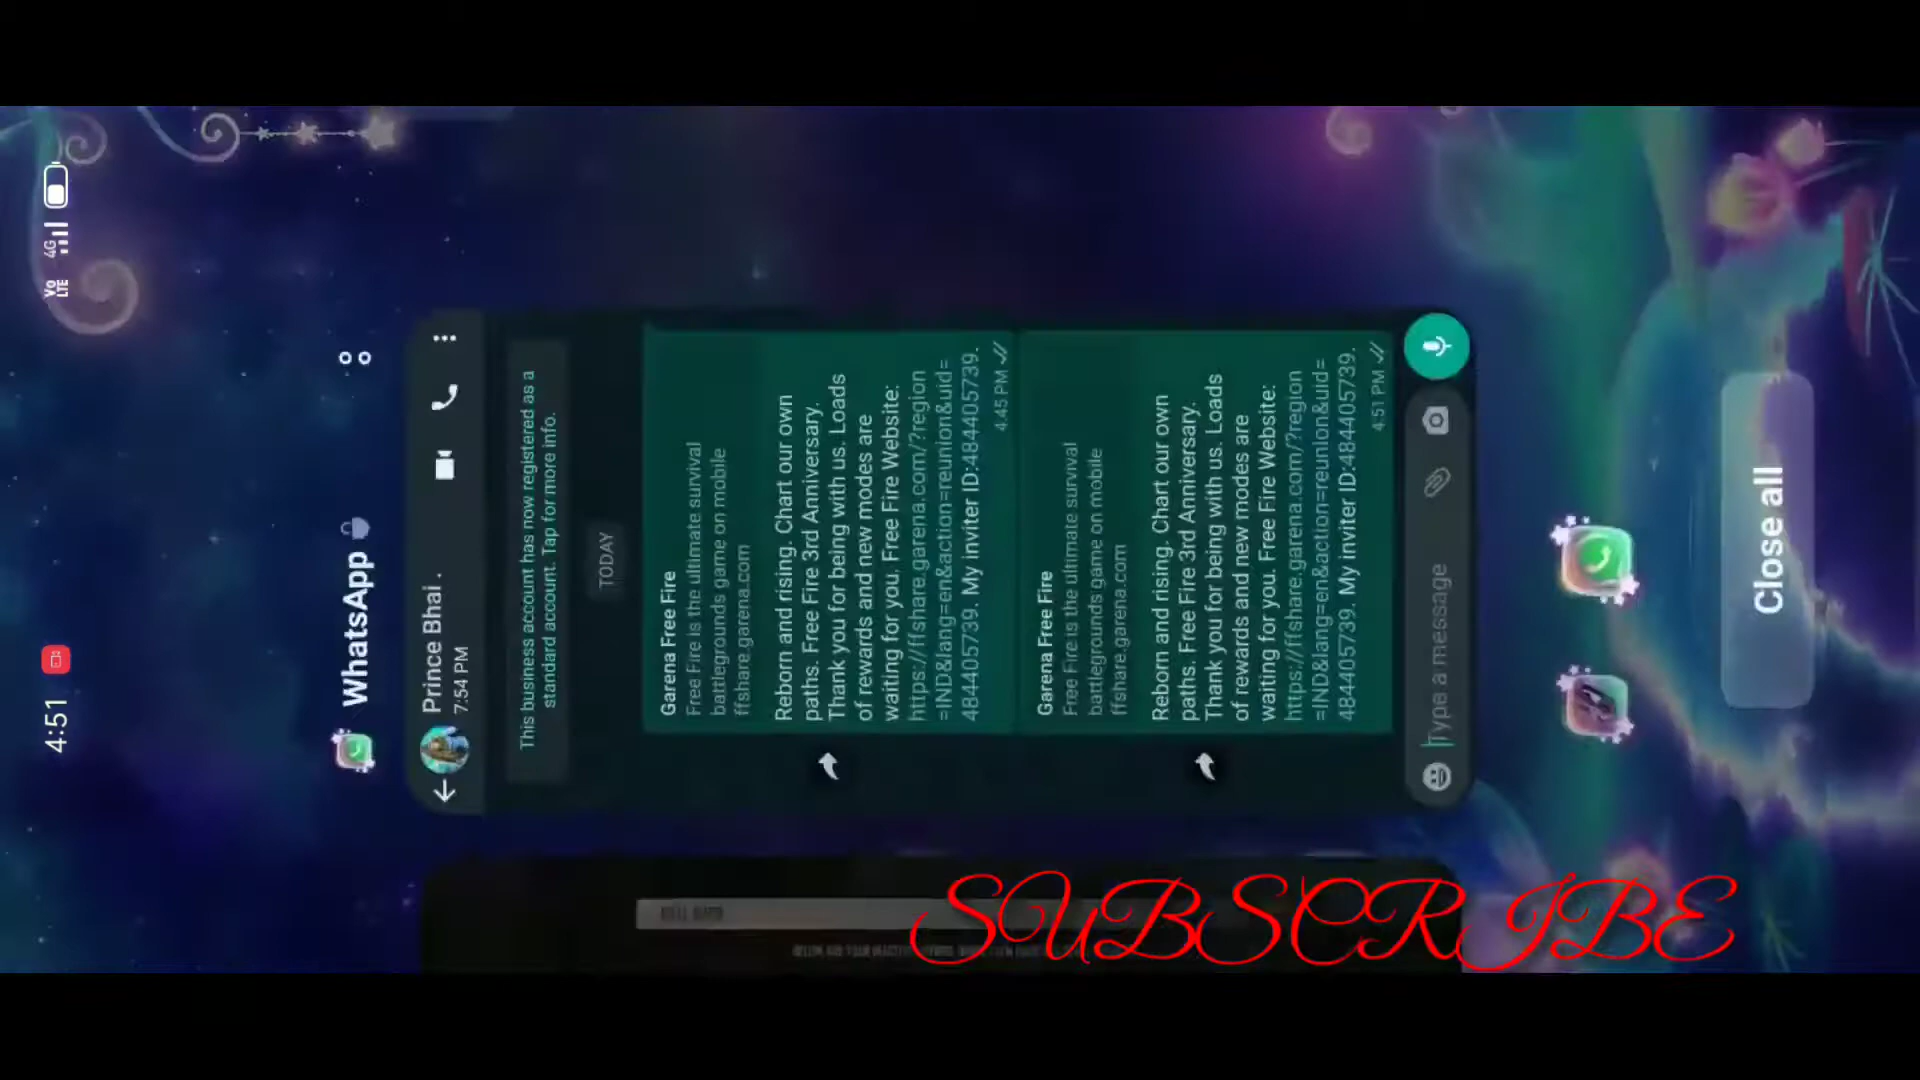 4:51
Vo LTE 4G
WhatsApp
Prince Bhai .
7:54 PM
This business account has now registered as a
standard account. Tap for more info.
TODAY
Garena Free Fire
Free Fire is the ultimate survival
battlegrounds game on mobile
ffshare.garena.com
Reborn and rising. Chart our own
paths. Free Fire 3rd Anniversary.
Thank you for being with us. Loads
of rewards and new modes are
waiting for you. Free Fire Website:
https://ffshare.garena.com/?region
=IND&lang=en&action=reunion&uid=
484405739. My inviter ID:484405739.
4:45 PM
Garena Free Fire
Free Fire is the ultimate survival
battlegrounds game on mobile
ffshare.garena.com
Reborn and rising. Chart our own
paths. Free Fire 3rd Anniversary.
Thank you for being with us. Loads
of rewards and new modes are
waiting for you. Free Fire Website:
https://ffshare.garena.com/?region
=IND&lang=en&action=reunion&uid=
484405739. My inviter ID:484405739.
4:51 PM
Type a message
Close all
SUBSCRIBE